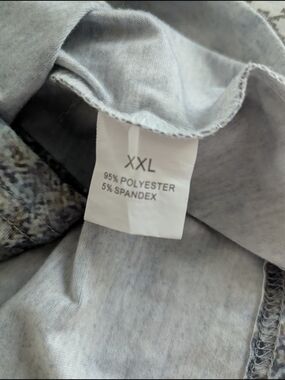 XXL
95% POLYESTER
5% SPANDEX